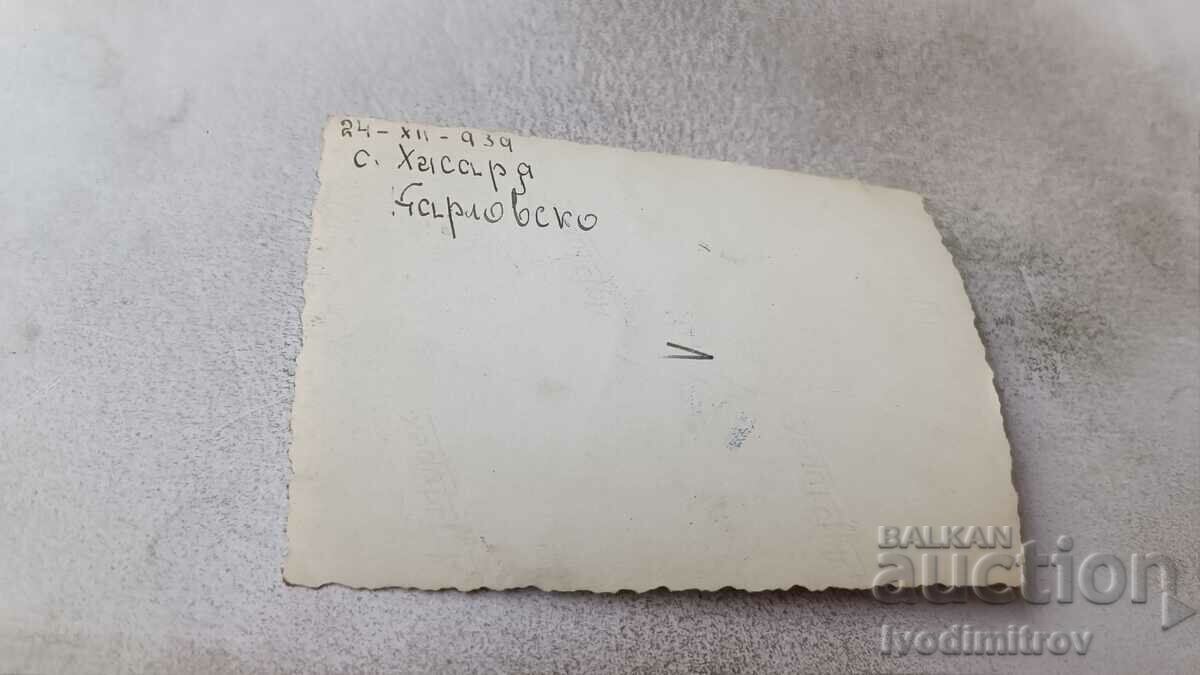 24-XII-939
с. Хисаря
Карловско
BALKAN
auction
lyodimitrov